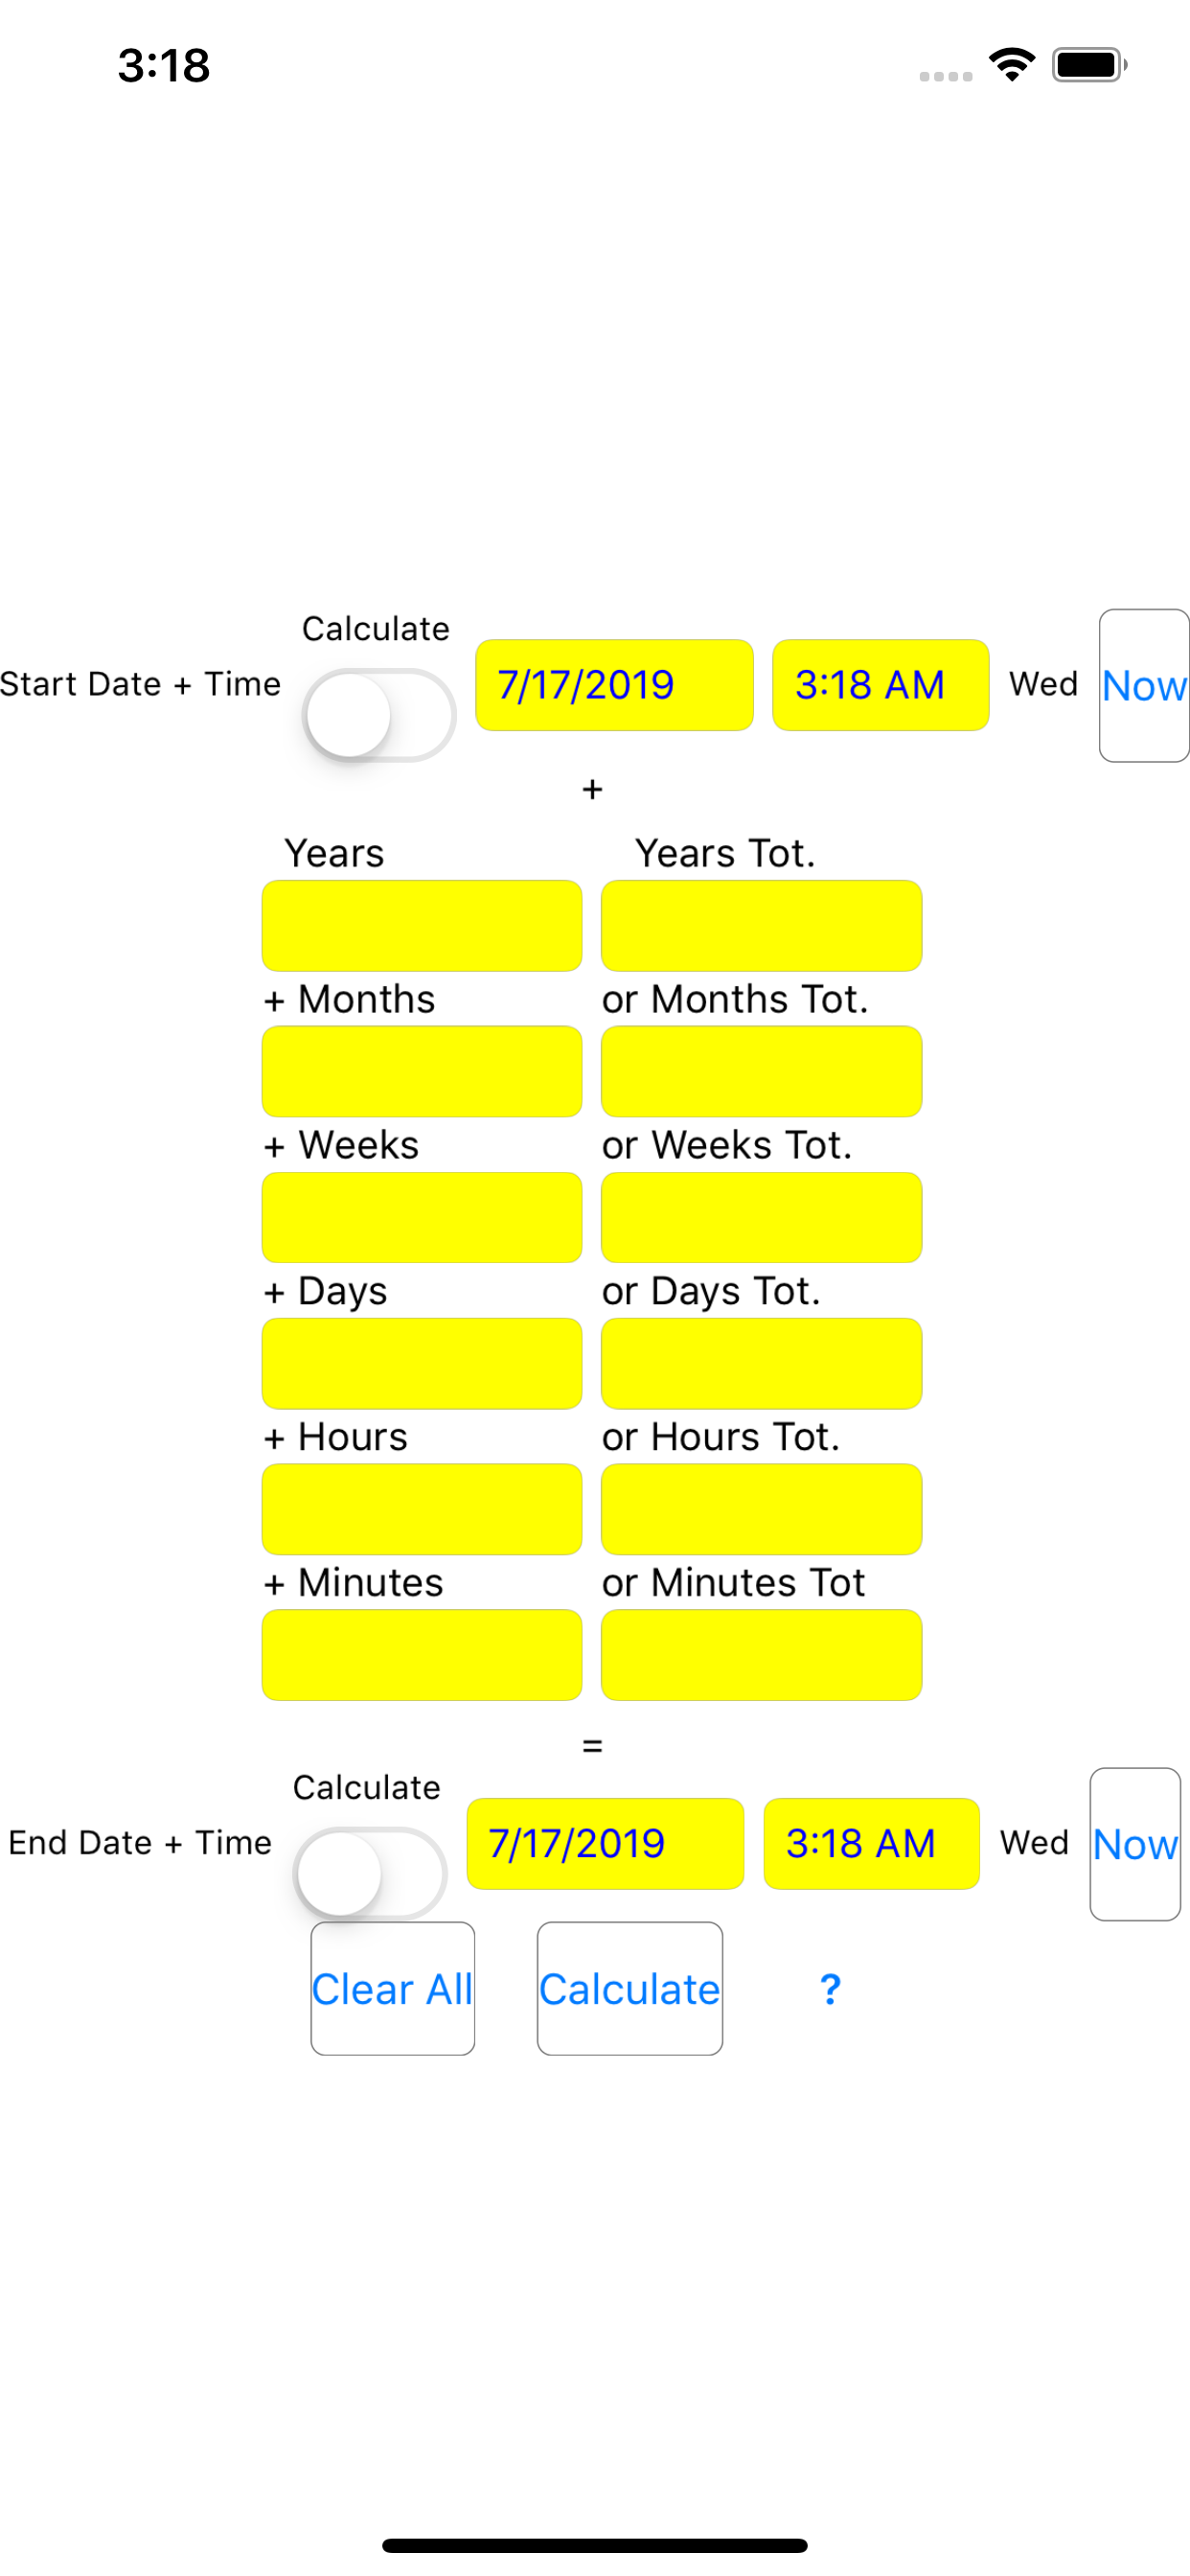 3:18
Calculate
Start Date + Time 7/17/2019 3:18 AM Wed Now
+
Years Years Tot.
+ Months or Months Tot.
+ Weeks or Weeks Tot.
+ Days or Days Tot.
+ Hours or Hours Tot.
+ Minutes or Minutes Tot
=
Calculate
End Date + Time 7/17/2019 3:18 AM Wed Now
Clear All Calculate ?